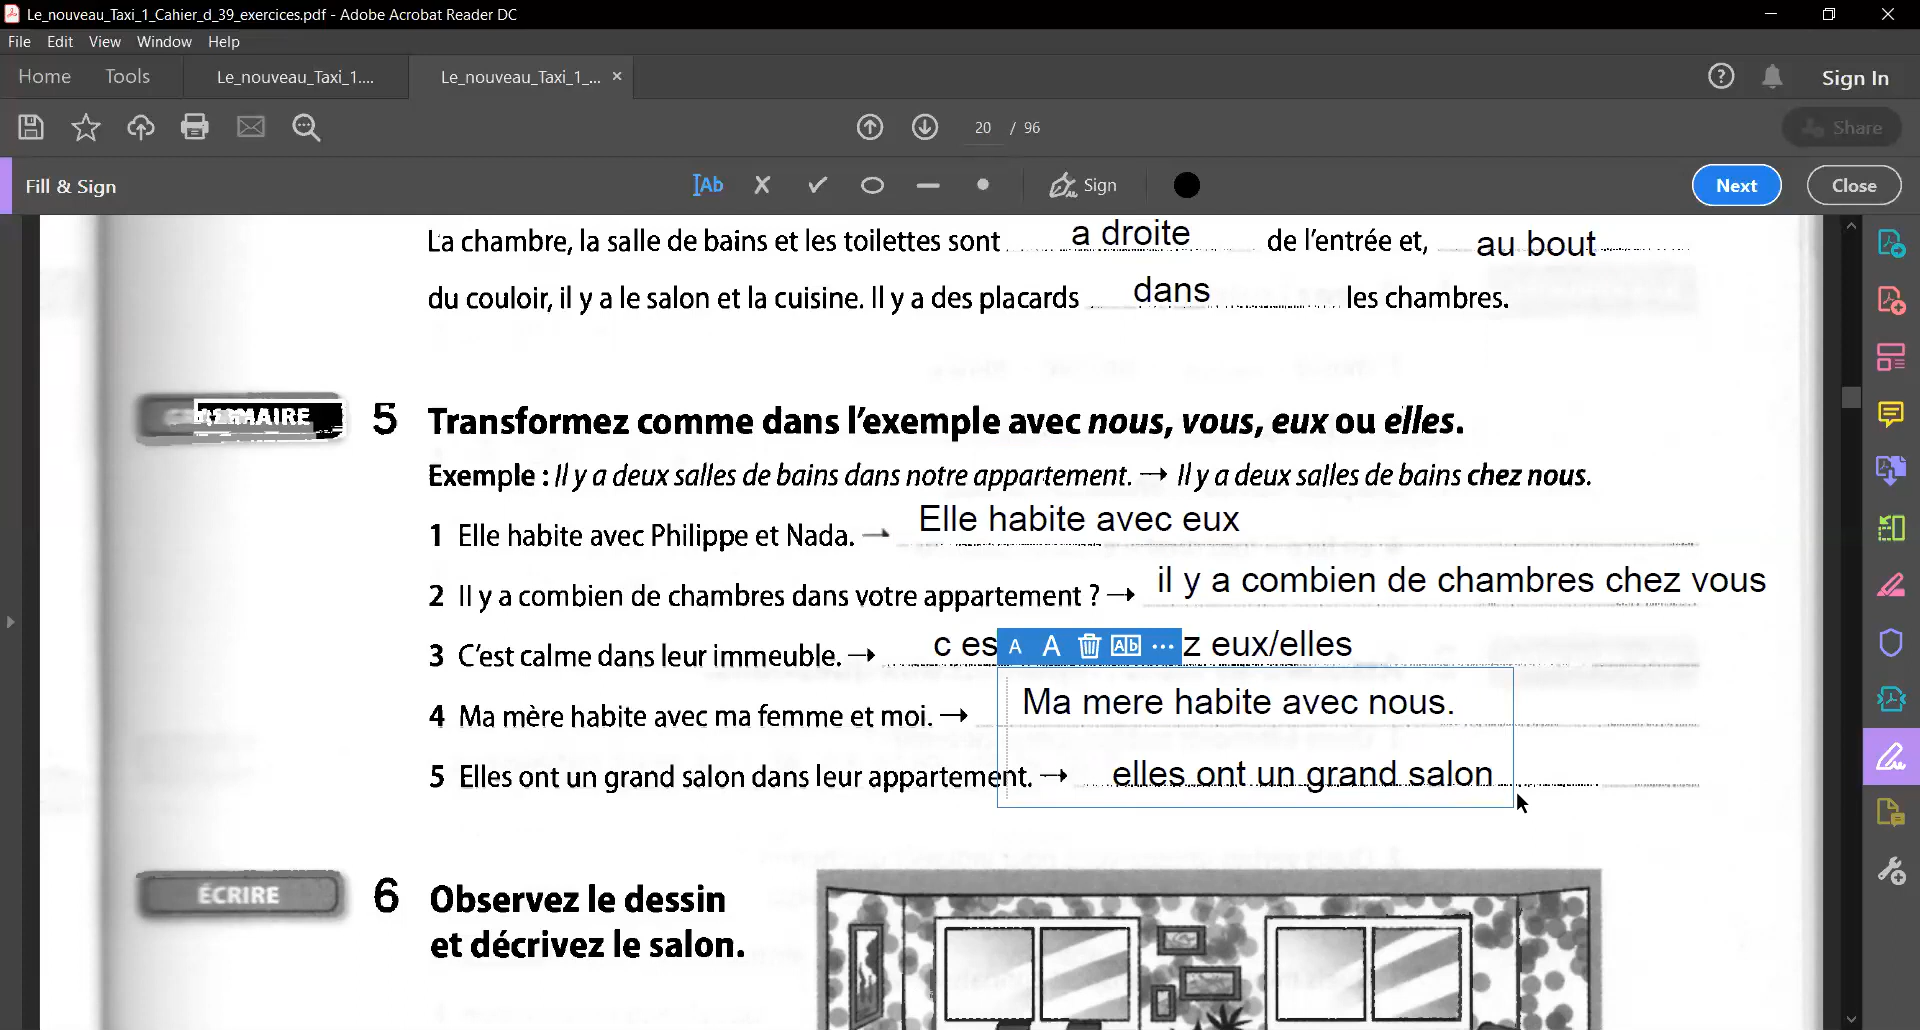 Le_nouveau_Taxi_1_Cahier_d_39_exercices.pdf - Adobe Acrobat Reader DC
File Edit View Window Help
Home Tools Le_nouveau_Taxi_1.... Le_nouveau_Taxi_1_... × ? Sign In
20 / 96 Share
Fill & Sign Ab Sign Next Close
La chambre, la salle de bains et les toilettes sont a droite de l'entrée et, au bout
du couloir, il y a le salon et la cuisine. Il y a des placards dans les chambres.
5 Transformez comme dans l'exemple avec nous, vous, eux ou elles.
Exemple : Il y a deux salles de bains dans notre appartement. → Il y a deux salles de bains chez nous.
1 Elle habite avec Philippe et Nada. → Elle habite avec eux
2 Il y a combien de chambres dans votre appartement ? → il y a combien de chambres chez vous
3 C'est calme dans leur immeuble. → c es A A Ab ... z eux/elles
4 Ma mère habite avec ma femme et moi. → Ma mere habite avec nous.
5 Elles ont un grand salon dans leur appartement. → elles ont un grand salon
ÉCRIRE 6 Observez le dessin
et décrivez le salon.